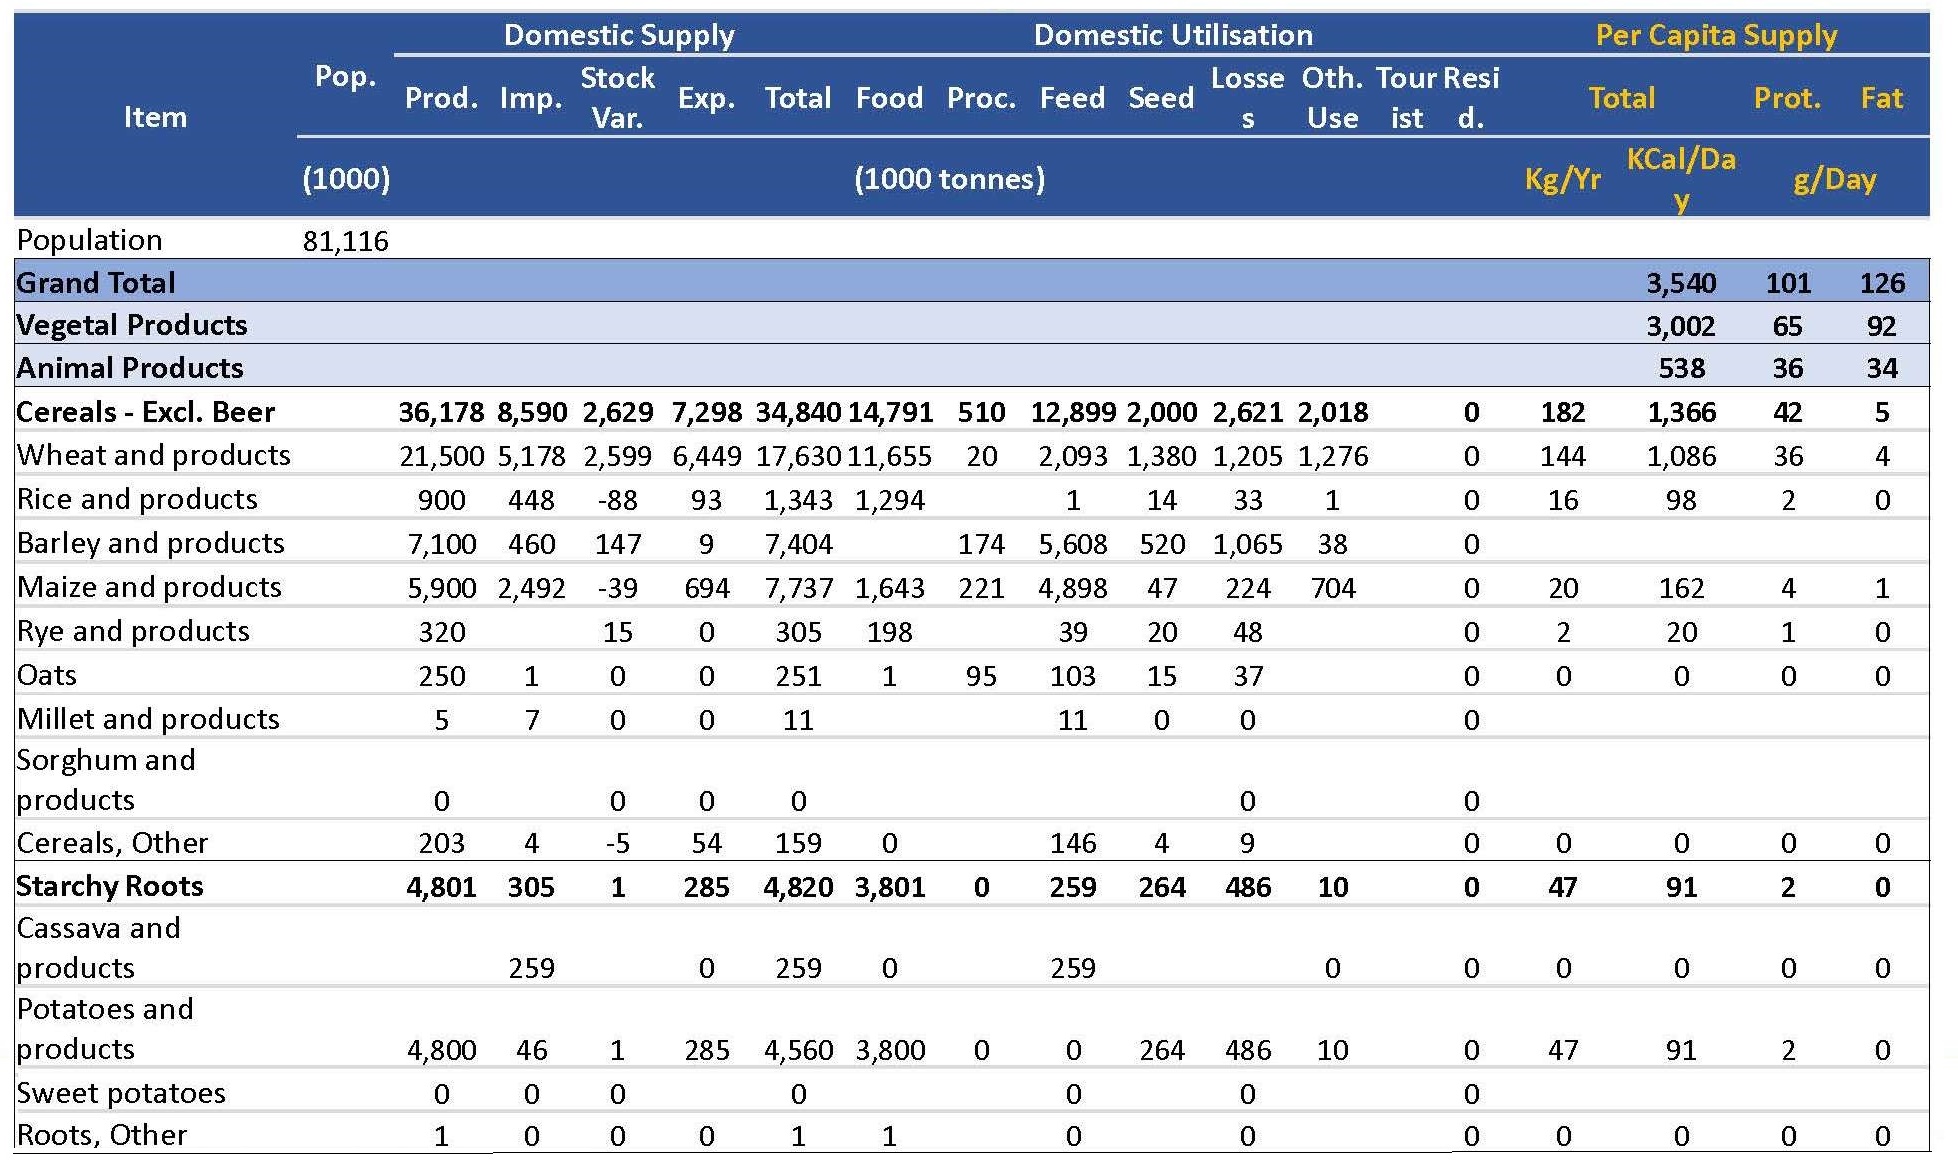 Domestic Supply Domestic Utilisation Per Capita Supply
Item Pop. Prod. Imp. Stock Var. Exp. Total Food Proc. Feed Seed Losse s Oth. Use Tour ist Resi d. Total Prot. Fat
(1000) (1000 tonnes) Kg/Yr KCal/Da y g/Day
Population 81,116
Grand Total 3,540 101 126
Vegetal Products 3,002 65 92
Animal Products 538 36 34
Cereals - Excl. Beer 36,178 8,590 2,629 7,298 34,840 14,791 510 12,899 2,000 2,621 2,018 0 182 1,366 42 5
Wheat and products 21,500 5,178 2,599 6,449 17,630 11,655 20 2,093 1,380 1,205 1,276 0 144 1,086 36 4
Rice and products 900 448 -88 93 1,343 1,294 1 14 33 1 0 16 98 2 0
Barley and products 7,100 460 147 9 7,404 174 5,608 520 1,065 38 0
Maize and products 5,900 2,492 -39 694 7,737 1,643 221 4,898 47 224 704 0 20 162 4 1
Rye and products 320 15 0 305 198 39 20 48 0 2 20 1 0
Oats 250 1 0 0 251 1 95 103 15 37 0 0 0 0 0
Millet and products 5 7 0 0 11 11 0 0 0
Sorghum and
products 0 0 0 0 0 0
Cereals, Other 203 4 -5 54 159 0 146 4 9 0 0 0 0 0
Starchy Roots 4,801 305 1 285 4,820 3,801 0 259 264 486 10 0 47 91 2 0
Cassava and
products 259 0 259 0 259 0 0 0 0 0 0
Potatoes and
products 4,800 46 1 285 4,560 3,800 0 0 264 486 10 0 47 91 2 0
Sweet potatoes 0 0 0 0 0 0 0
Roots, Other 1 0 0 0 1 1 0 0 0 0 0 0 0